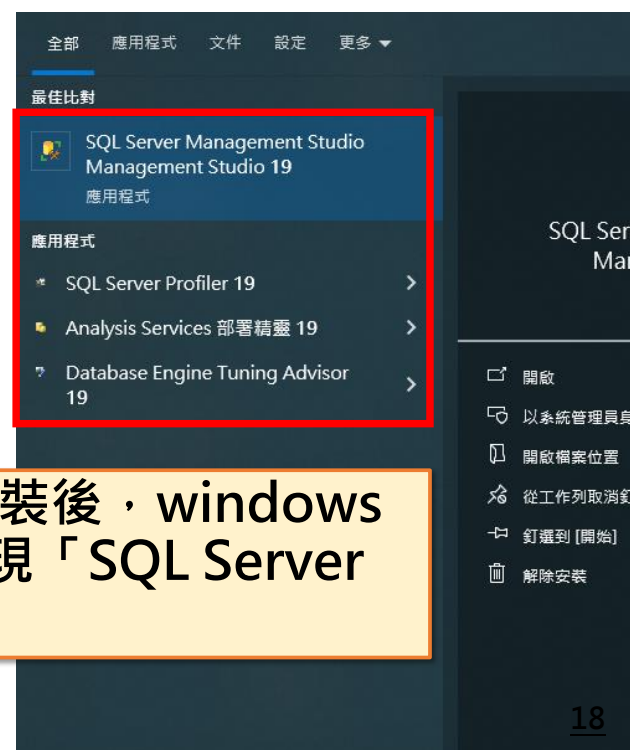 全部 應用程式 文件 設定 更多
最佳比對
SQL Server Management Studio
Management Studio 19
應用程式
應用程式
SQL Server Profiler 19
Analysis Services 部署精靈 19
Database Engine Tuning Advisor
19
裝後，windows
現「SQL Server
SQL Ser
Mar
開啟
以系統管理員身
開啟檔案位置
從工作列取消釘
釘選到 [開始]
解除安裝
18